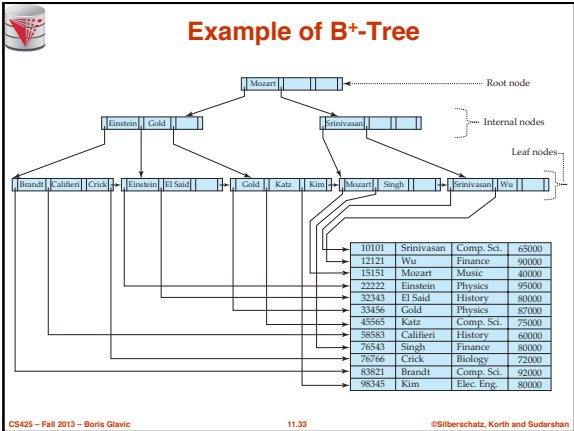 Example of B+-Tree
Mozart
Root node
Einstein Gold
Srinivasan
Internal nodes
Leaf nodes
Brandt Califieri Crick Einstein El Said Gold Katz Kim Mozart Singh Srinivasan Wu
10101 Srinivasan Comp. Sci. 65000
12121 Wu Finance 90000
15151 Mozart Music 40000
22222 Einstein Physics 95000
32343 El Said History 80000
33456 Gold Physics 87000
45565 Katz Comp. Sci. 75000
58583 Califieri History 60000
76543 Singh Finance 80000
76766 Crick Biology 72000
83821 Brandt Comp. Sci. 92000
98345 Kim Elec. Eng. 80000
CS425 – Fall 2013 – Boris Glavic 11.33 ©Silberschatz, Korth and Sudarshan